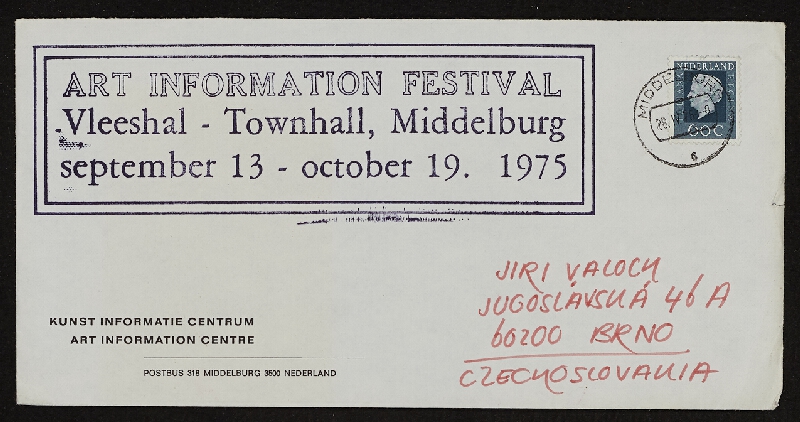 ART INFORMATION FESTIVAL
Vleeshal - Townhall, Middelburg
september 13 - october 19. 1975
NEDERLAND
60C
MIDDELBURG
JIRI VALOCH
JUGOSLÁVSKÁ 46 A
60200 BRNO
CZECHOSLOVAKIA
KUNST INFORMATIE CENTRUM
ART INFORMATION CENTRE
POSTBUS 318 MIDDELBURG 3500 NEDERLAND